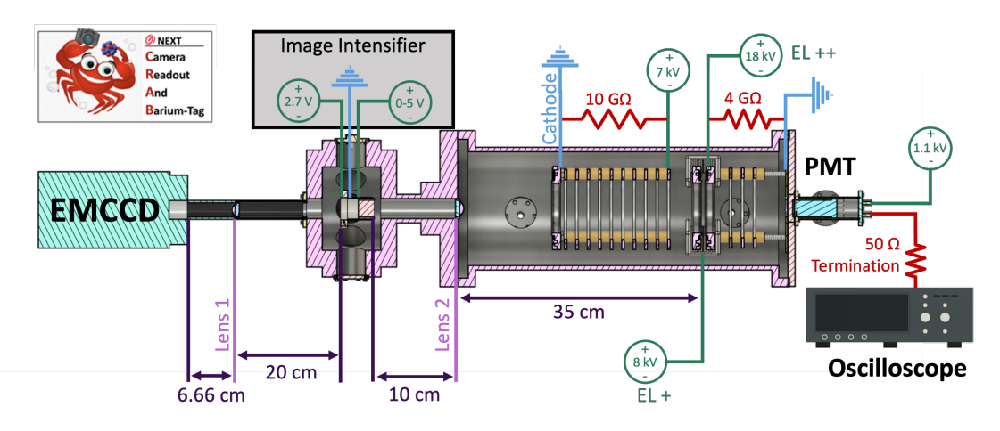 NEXT
Camera
Readout
And
Barium-Tag
Image Intensifier
+
2.7 V
-
+
0-5 V
-
Cathode
10 GΩ
+
7 kV
-
+
18 kV
-
EL ++
4 GΩ
+
1.1 kV
-
PMT
EMCCD
50 Ω
Termination
Lens 1
Lens 2
35 cm
20 cm
10 cm
6.66 cm
+
8 kV
-
EL +
Oscilloscope